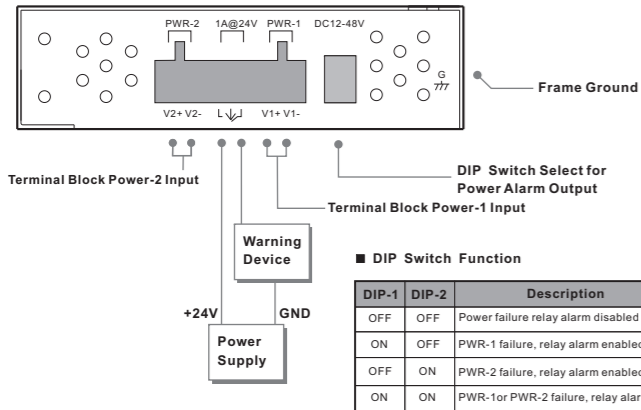 PWR-2 1A@24V PWR-1 DC12-48V
G
V2+ V2- V1+ V1-
Frame Ground
DIP Switch Select for
Power Alarm Output
Terminal Block Power-2 Input
Terminal Block Power-1 Input
Warning
Device
+24V GND
Power
Supply
■ DIP Switch Function
DIP-1 DIP-2 Description
OFF OFF Power failure relay alarm disabled
ON OFF PWR-1 failure, relay alarm enabled
OFF ON PWR-2 failure, relay alarm enabled
ON ON PWR-1or PWR-2 failure, relay